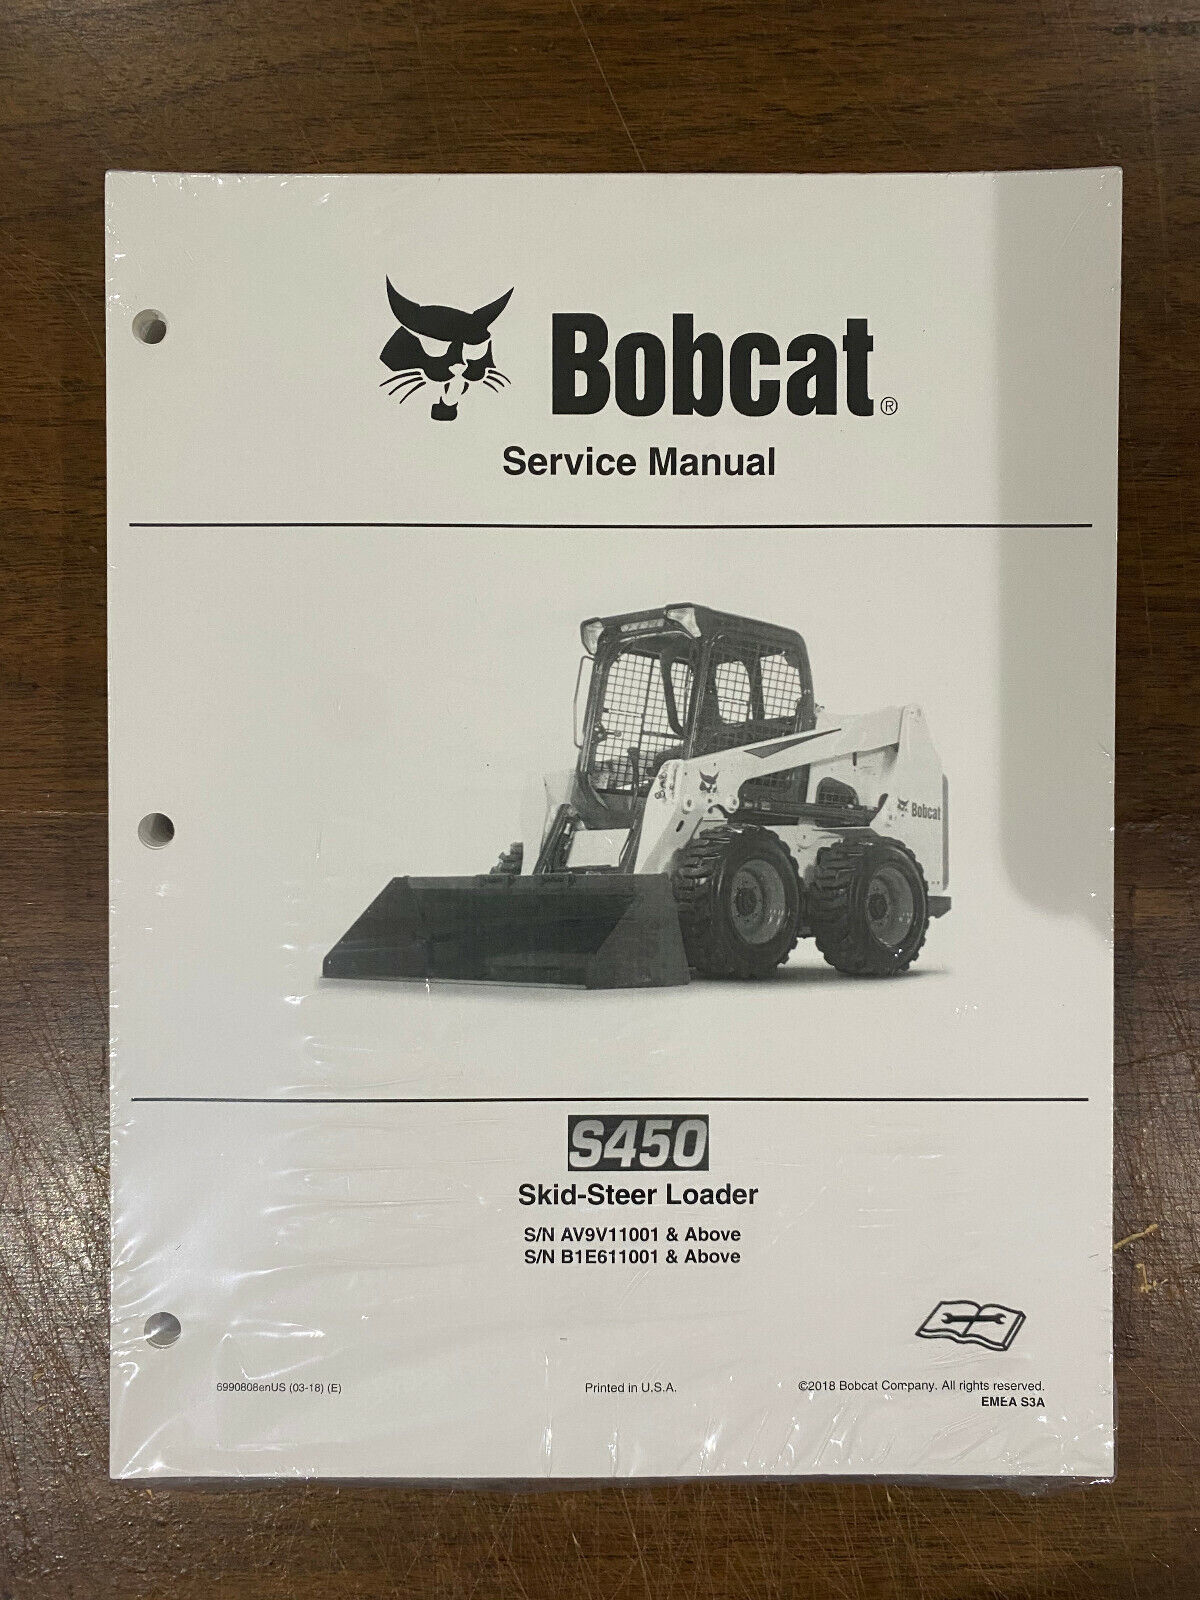 Bobcat®
Service Manual
Bobcat
S450
Skid-Steer Loader
S/N AV9V11001 & Above
S/N B1E611001 & Above
6990808enUS (03-18) (E)
Printed in U.S.A.
©2018 Bobcat Company. All rights reserved.
EMEA S3A